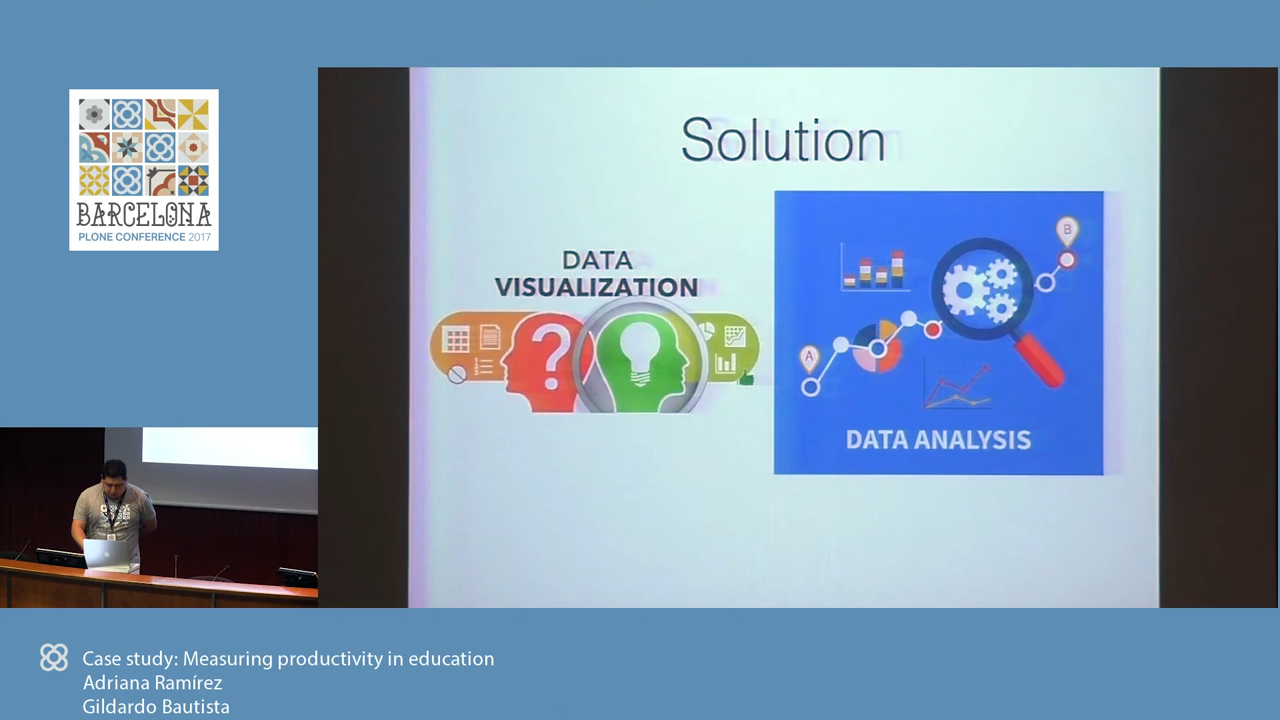 BARCELONA
PLONE CONFERENCE 2017
Solution
DATA
VISUALIZATION
?
A
B
DATA ANALYSIS
Case study: Measuring productivity in education
Adriana Ramírez
Gildardo Bautista